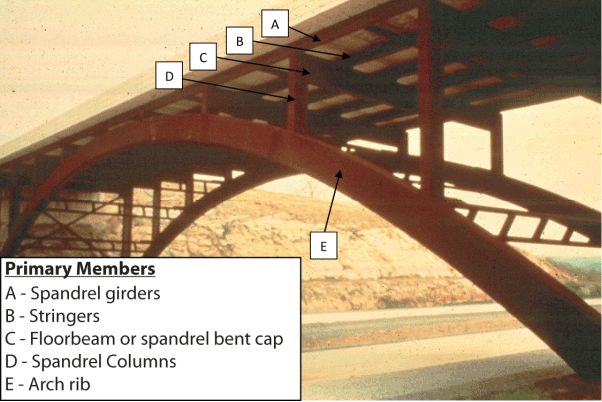 A
B
C
D
E
Primary Members
A - Spandrel girders
B - Stringers
C - Floorbeam or spandrel bent cap
D - Spandrel Columns
E - Arch rib